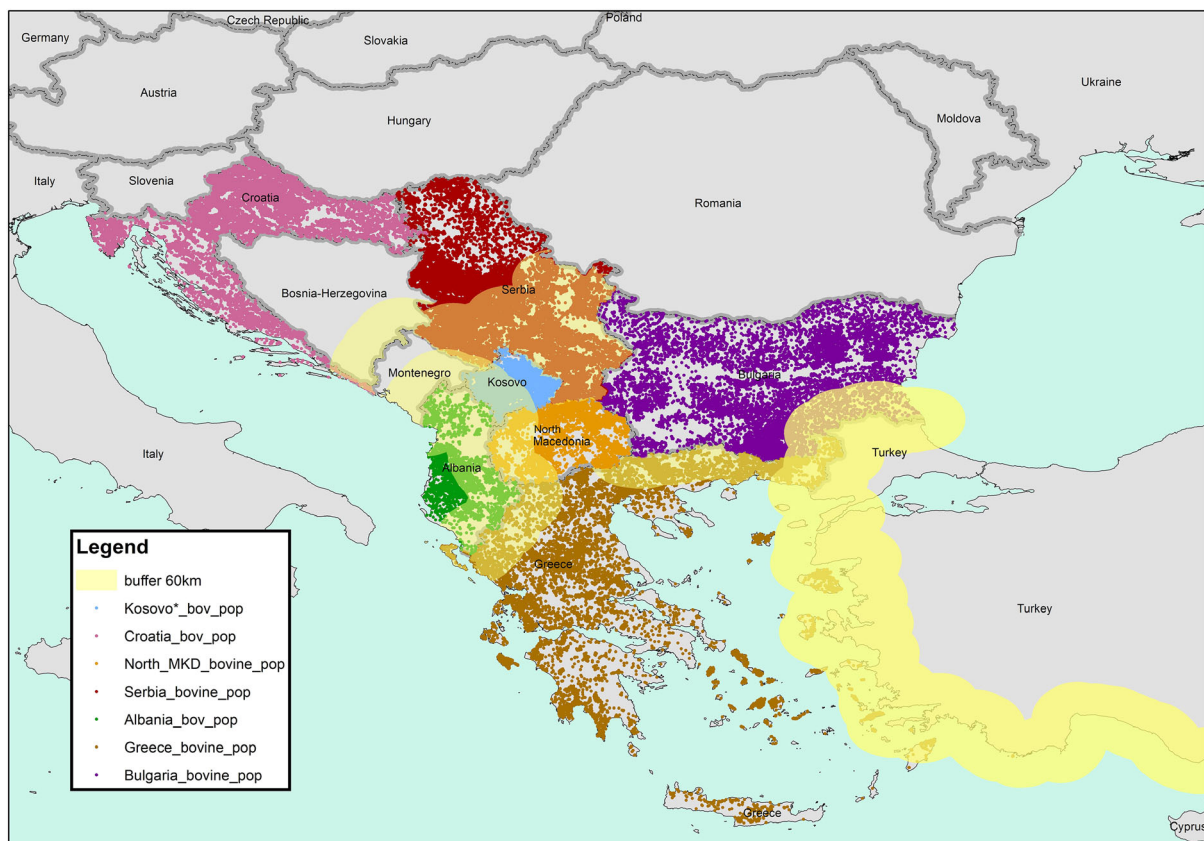 Poland
Czech Republic
Germany
Slovakia
Ukraine
Austria
Hungary
Moldova
Italy
Slovenia
Croatia
Romania
Bosnia-Herzegovina
Serbia
Montenegro
Kosovo
Bulgaria
North
Macedonia
Italy
Albania
Turkey
Greece
Turkey
Greece
Cyprus
Legend
buffer 60km
Kosovo*_bov_pop
Croatia_bov_pop
North_MKD_bovine_pop
Serbia_bovine_pop
Albania_bov_pop
Greece_bovine_pop
Bulgaria_bovine_pop